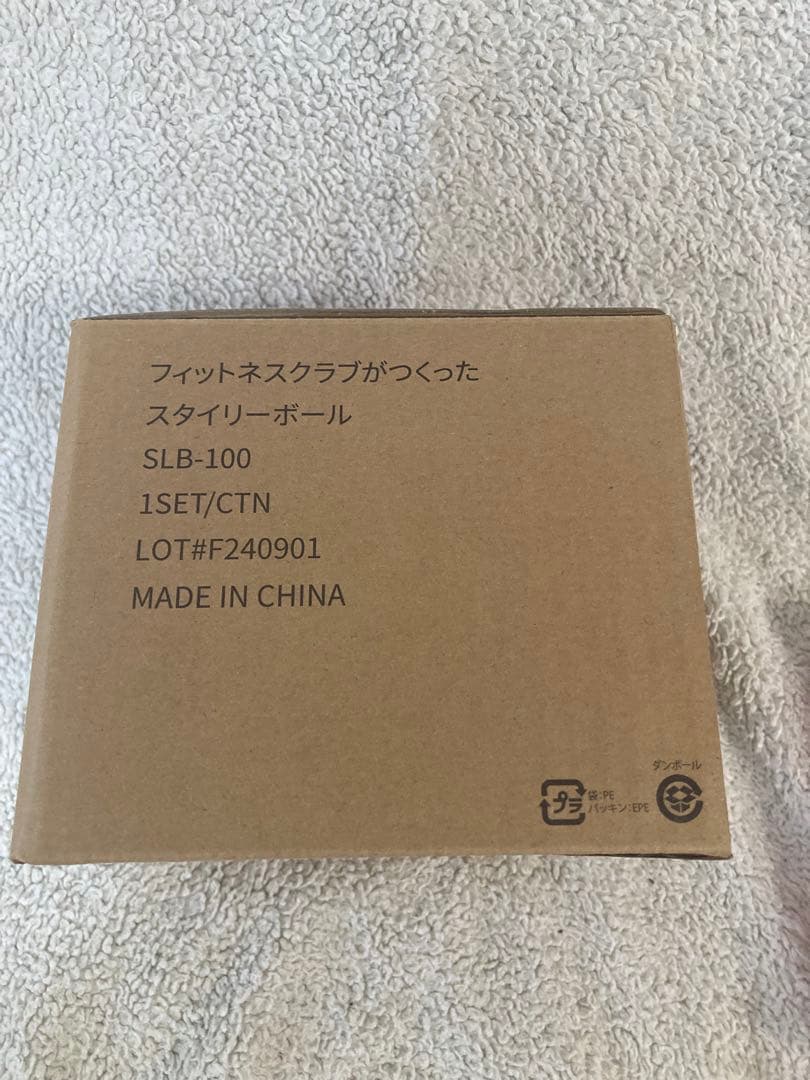 フィットネスクラブがつくった
スタイリーボール
SLB-100
1SET/CTN
LOT#F240901
MADE IN CHINA
ダンボール
プラ
袋:PE
パッキン:EPE